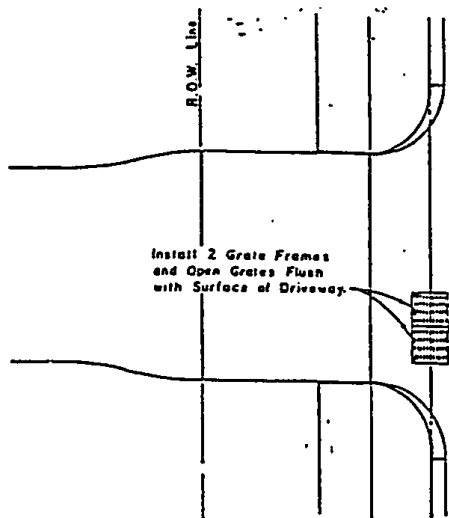 R.O.W. Line
Install 2 Grate Frames
and Open Grates Flush
with Surface of Driveway.